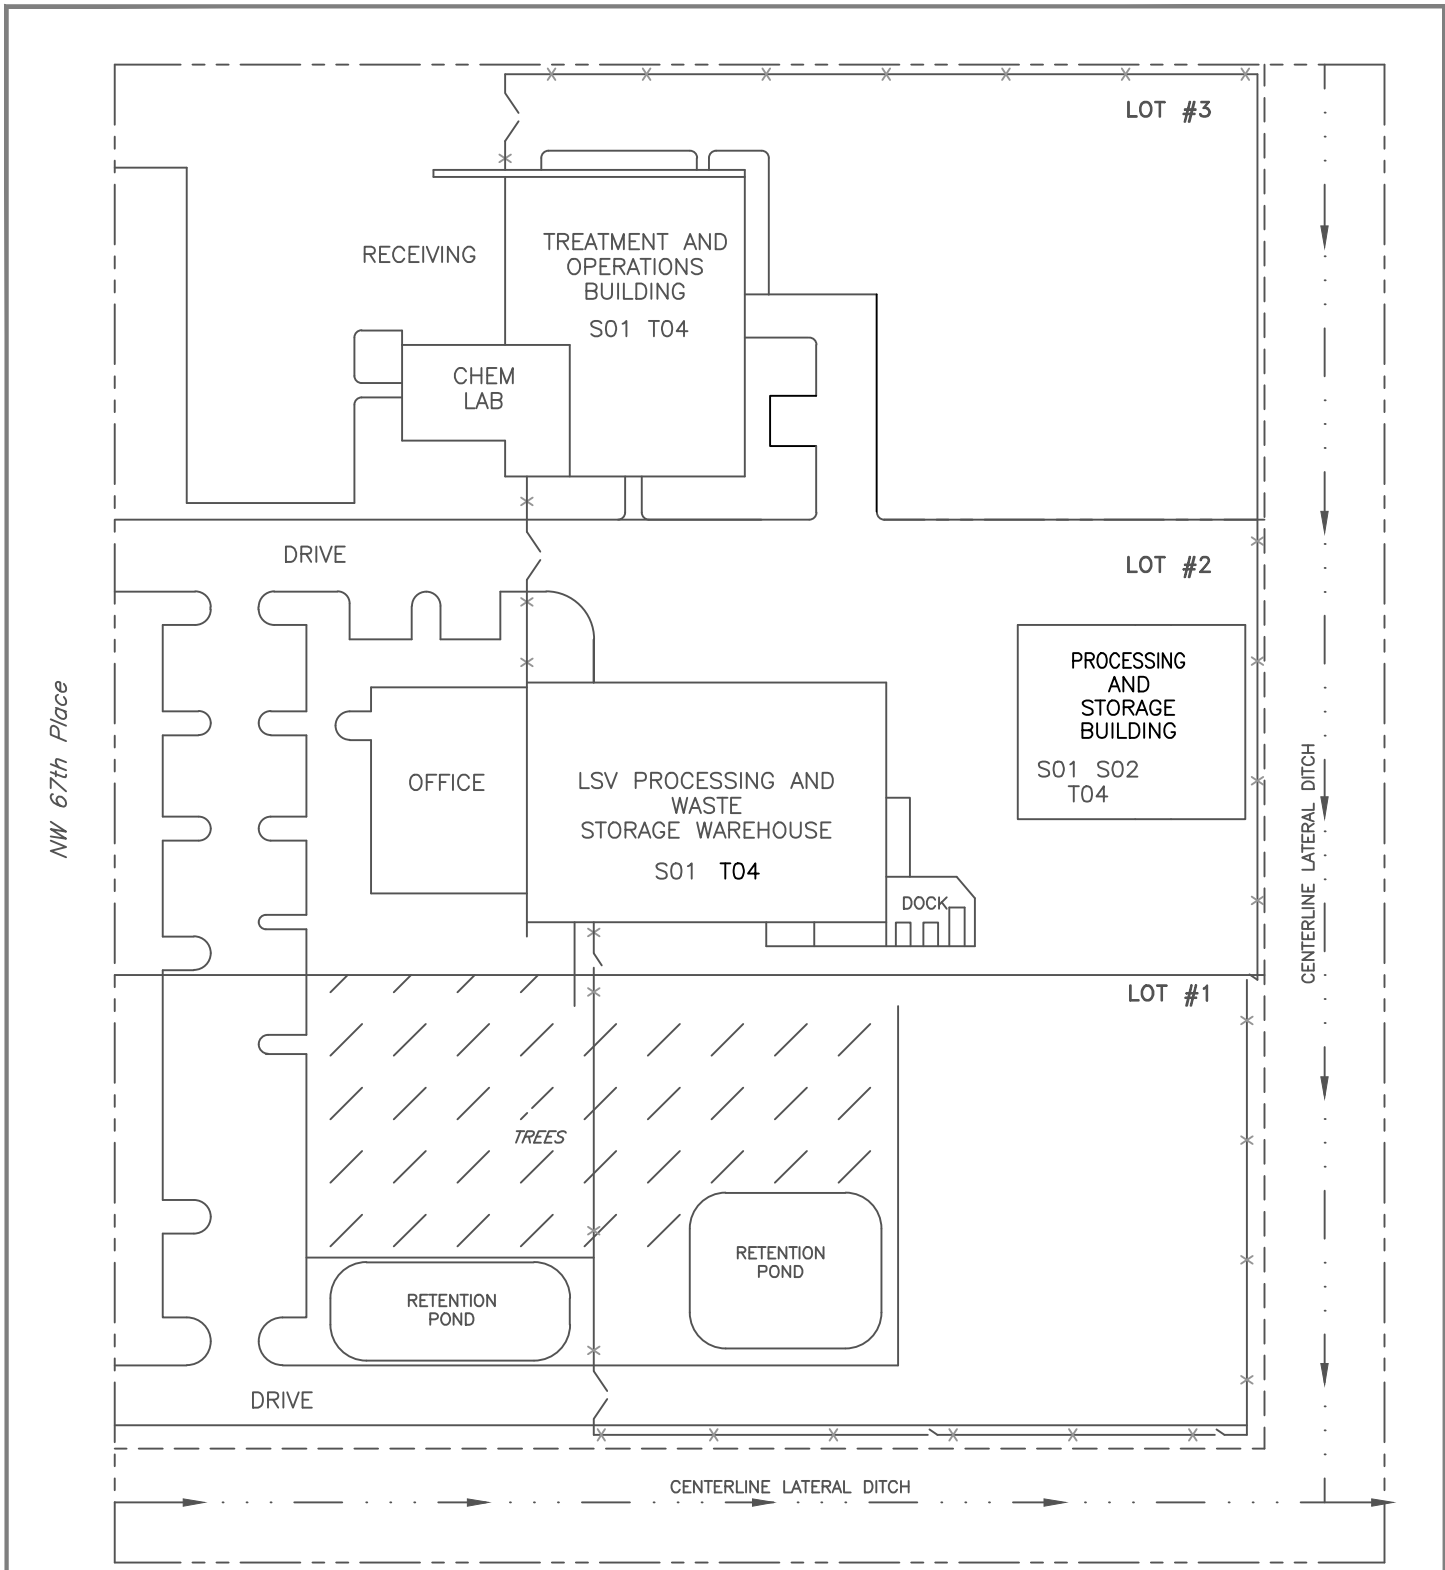 LOT #3
RECEIVING
TREATMENT AND
OPERATIONS
BUILDING
S01 T04
CHEM
LAB
DRIVE
LOT #2
NW 67th Place
OFFICE
LSV PROCESSING AND
WASTE
STORAGE WAREHOUSE
S01 T04
PROCESSING
AND
STORAGE
BUILDING
S01 S02
T04
DOCK
CENTERLINE LATERAL DITCH
LOT #1
TREES
RETENTION
POND
RETENTION
POND
DRIVE
CENTERLINE LATERAL DITCH